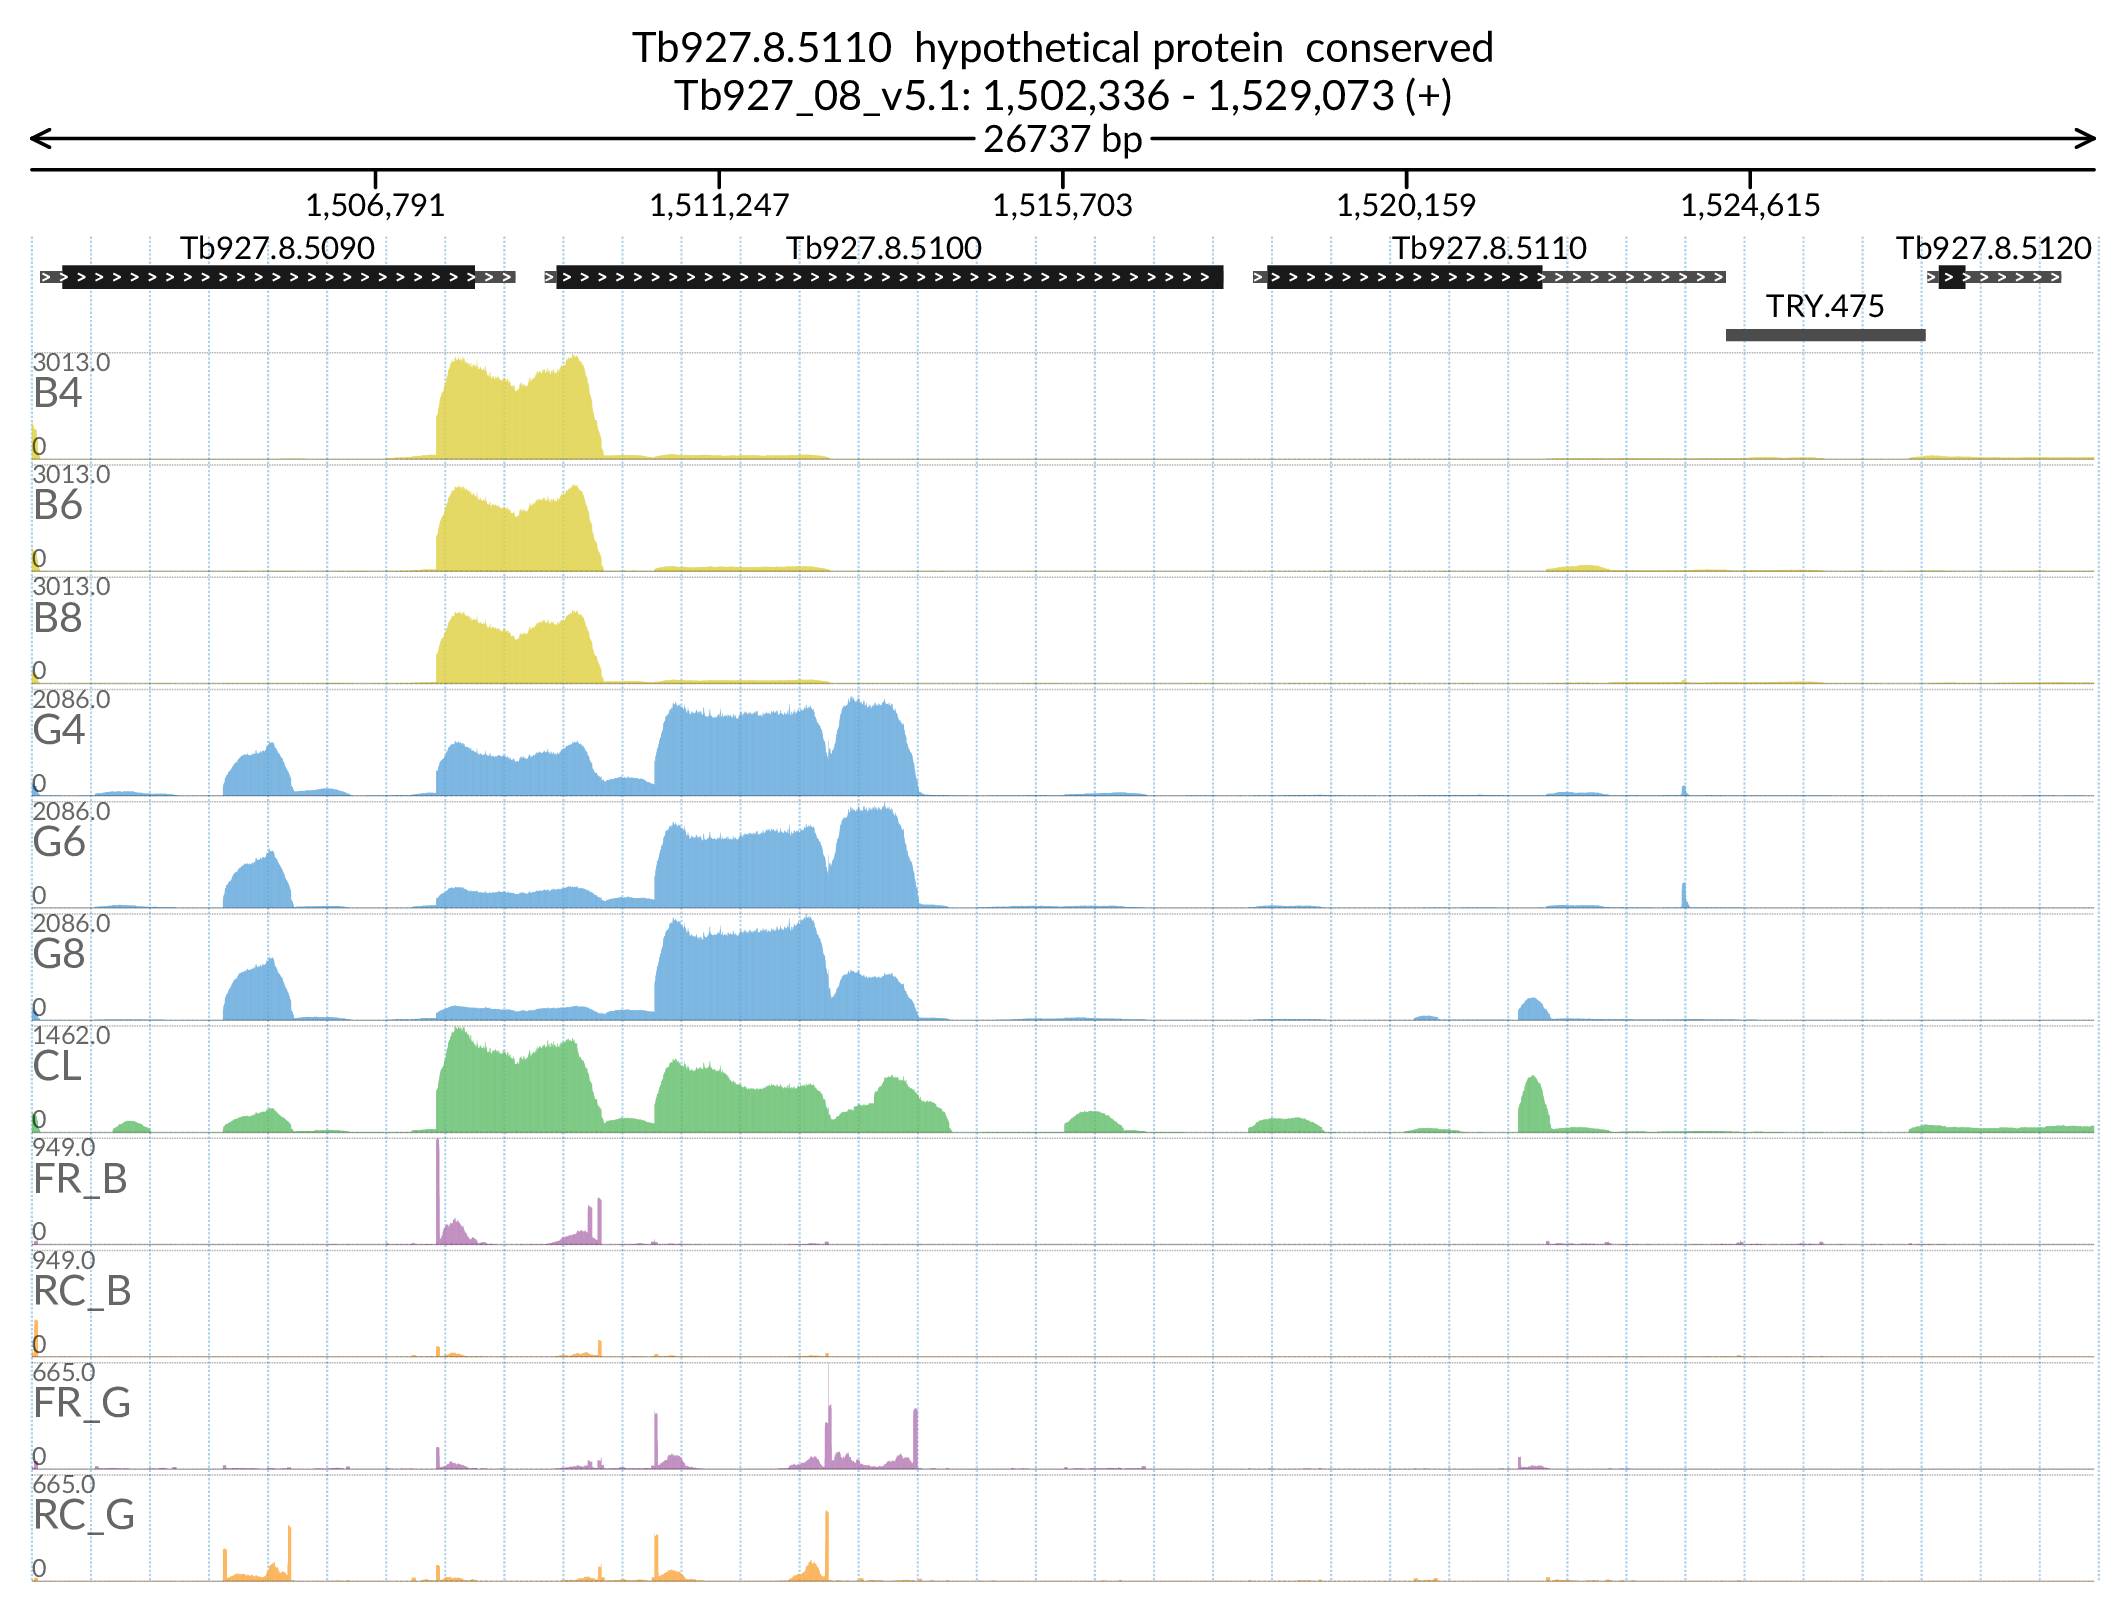 Tb927.8.5110  hypothetical protein  conserved
Tb927_08_v5.1: 1,502,336 - 1,529,073 (+)
26737 bp
1,506,791 1,511,247 1,515,703 1,520,159 1,524,615
Tb927.8.5090 Tb927.8.5100 Tb927.8.5110 Tb927.8.5120
TRY.475
3013.0
B4
0
3013.0
B6
0
3013.0
B8
0
2086.0
G4
0
2086.0
G6
0
2086.0
G8
0
1462.0
CL
0
949.0
FR_B
0
949.0
RC_B
0
665.0
FR_G
0
665.0
RC_G
0